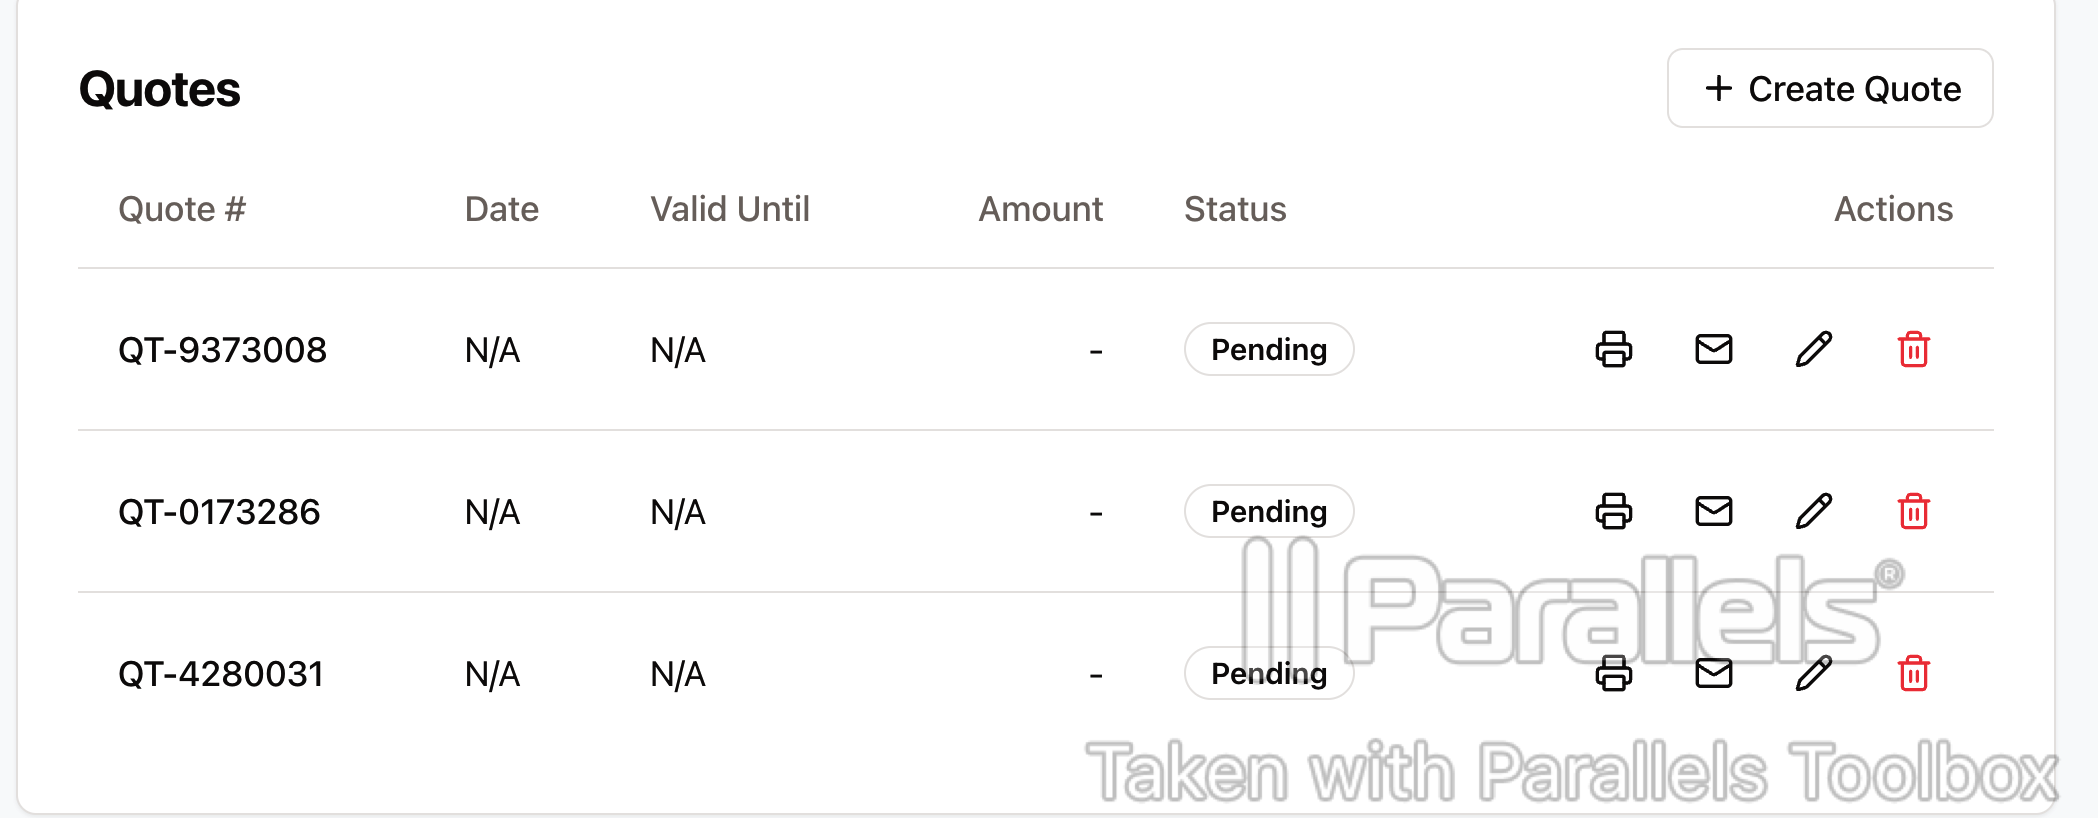 Quotes
+ Create Quote
Quote # Date Valid Until Amount Status Actions
QT-9373008 N/A N/A - Pending
QT-0173286 N/A N/A - Pending
QT-4280031 N/A N/A - Pending
Parallels®
Taken with Parallels Toolbox